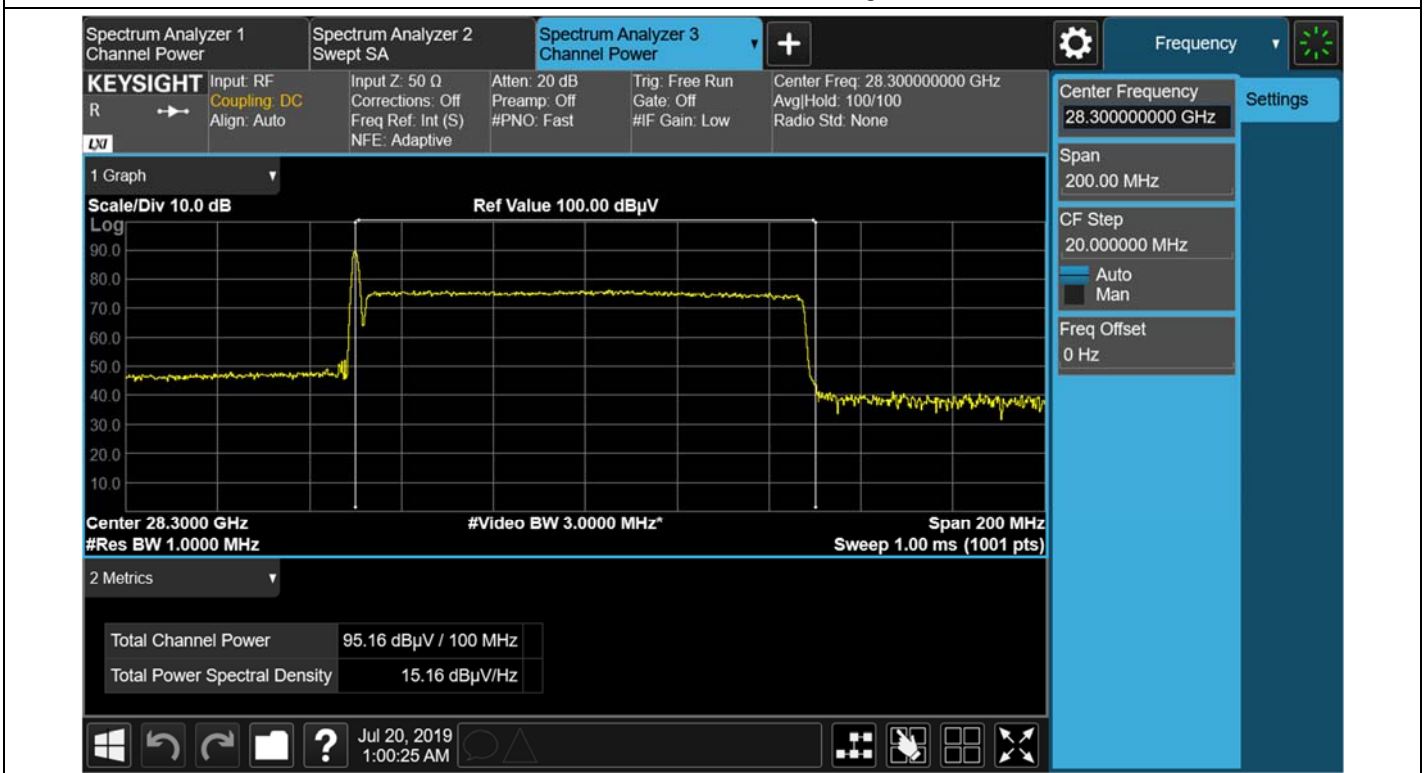 Spectrum Analyzer 1
Channel Power
Spectrum Analyzer 2
Swept SA
Spectrum Analyzer 3
Channel Power
Frequency
KEYSIGHT
R
LXI
Input: RF
Coupling: DC
Align: Auto
Input Z: 50 Ω
Corrections: Off
Freq Ref: Int (S)
NFE: Adaptive
Atten: 20 dB
Preamp: Off
#PNO: Fast
Trig: Free Run
Gate: Off
#IF Gain: Low
Center Freq: 28.300000000 GHz
Avg|Hold: 100/100
Radio Std: None
Center Frequency
28.300000000 GHz
Settings
Span
200.00 MHz
CF Step
20.000000 MHz
Auto
Man
Freq Offset
0 Hz
1 Graph
Scale/Div 10.0 dB
Ref Value 100.00 dBµV
Log
90.0
80.0
70.0
60.0
50.0
40.0
30.0
20.0
10.0
Center 28.3000 GHz
#Video BW 3.0000 MHz*
Span 200 MHz
#Res BW 1.0000 MHz
Sweep 1.00 ms (1001 pts)
2 Metrics
Total Channel Power 95.16 dBµV / 100 MHz
Total Power Spectral Density 15.16 dBµV/Hz
?
Jul 20, 2019
1:00:25 AM